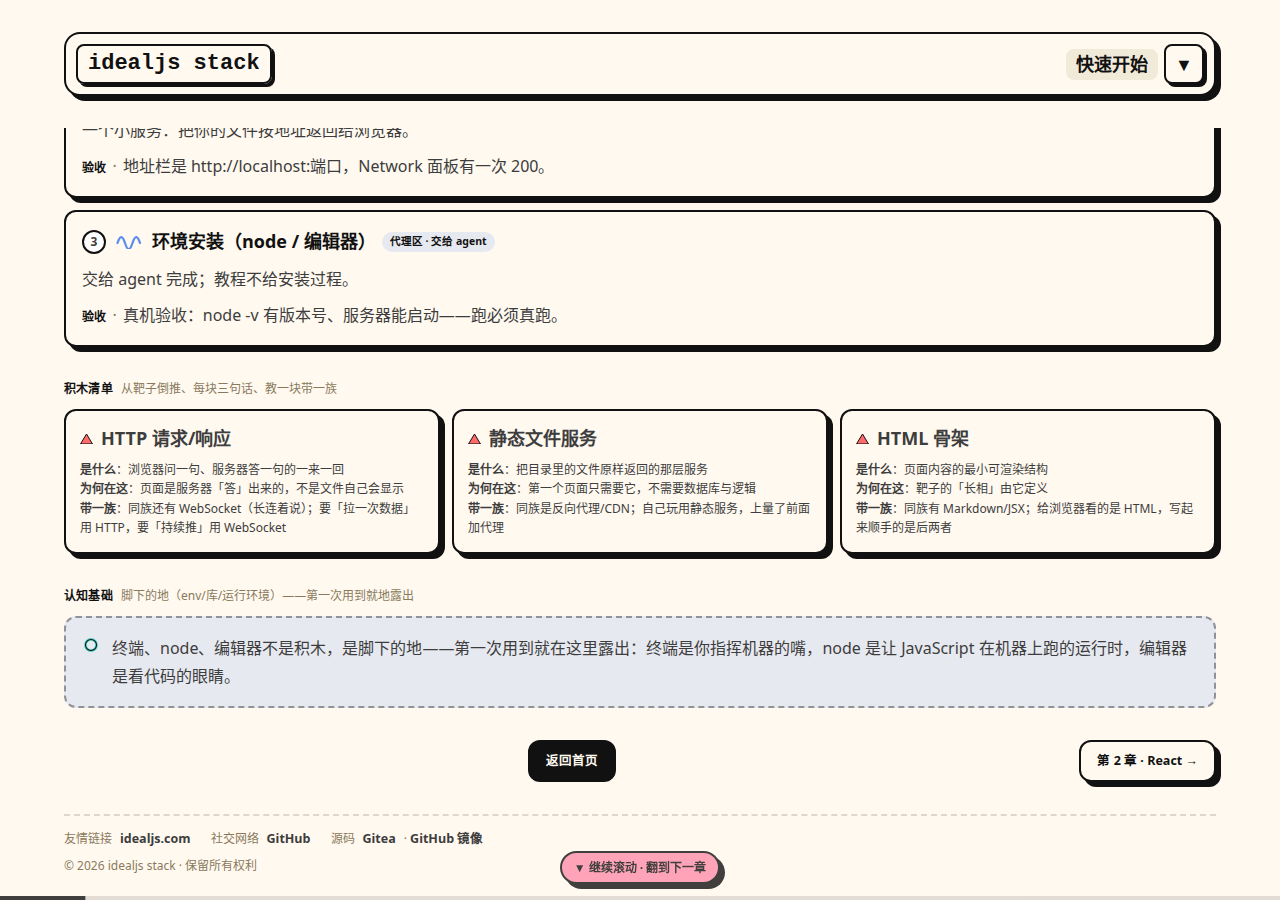 idealjs stack
快速开始
▼
一个小服务：把你的文件按地址返回给浏览器。
验收 · 地址栏是 http://localhost:端口，Network 面板有一次 200。
3 环境安装（node / 编辑器） 代理区 · 交给 agent
交给 agent 完成；教程不给安装过程。
验收 · 真机验收：node -v 有版本号、服务器能启动——跑必须真跑。
积木清单 从靶子倒推、每块三句话、教一块带一族
HTTP 请求/响应
是什么：浏览器问一句、服务器答一句的一来一回
为何在这：页面是服务器「答」出来的，不是文件自己会显示
带一族：同族还有 WebSocket（长连着说）；要「拉一次数据」
用 HTTP，要「持续推」用 WebSocket
静态文件服务
是什么：把目录里的文件原样返回的那层服务
为何在这：第一个页面只需要它，不需要数据库与逻辑
带一族：同族是反向代理/CDN；自己玩用静态服务，上量了前面
加代理
HTML 骨架
是什么：页面内容的最小可渲染结构
为何在这：靶子的「长相」由它定义
带一族：同族有 Markdown/JSX；给浏览器看的是 HTML，写起
来顺手的是后两者
认知基础 脚下的地（env/库/运行环境）——第一次用到就地露出
终端、node、编辑器不是积木，是脚下的地——第一次用到就在这里露出：终端是你指挥机器的嘴，node 是让 JavaScript 在机器上跑的运行时，编辑器
是看代码的眼睛。
返回首页
第 2 章 · React →
友情链接 idealjs.com 社交网络 GitHub 源码 Gitea · GitHub 镜像
© 2026 idealjs stack · 保留所有权利
▼ 继续滚动 · 翻到下一章